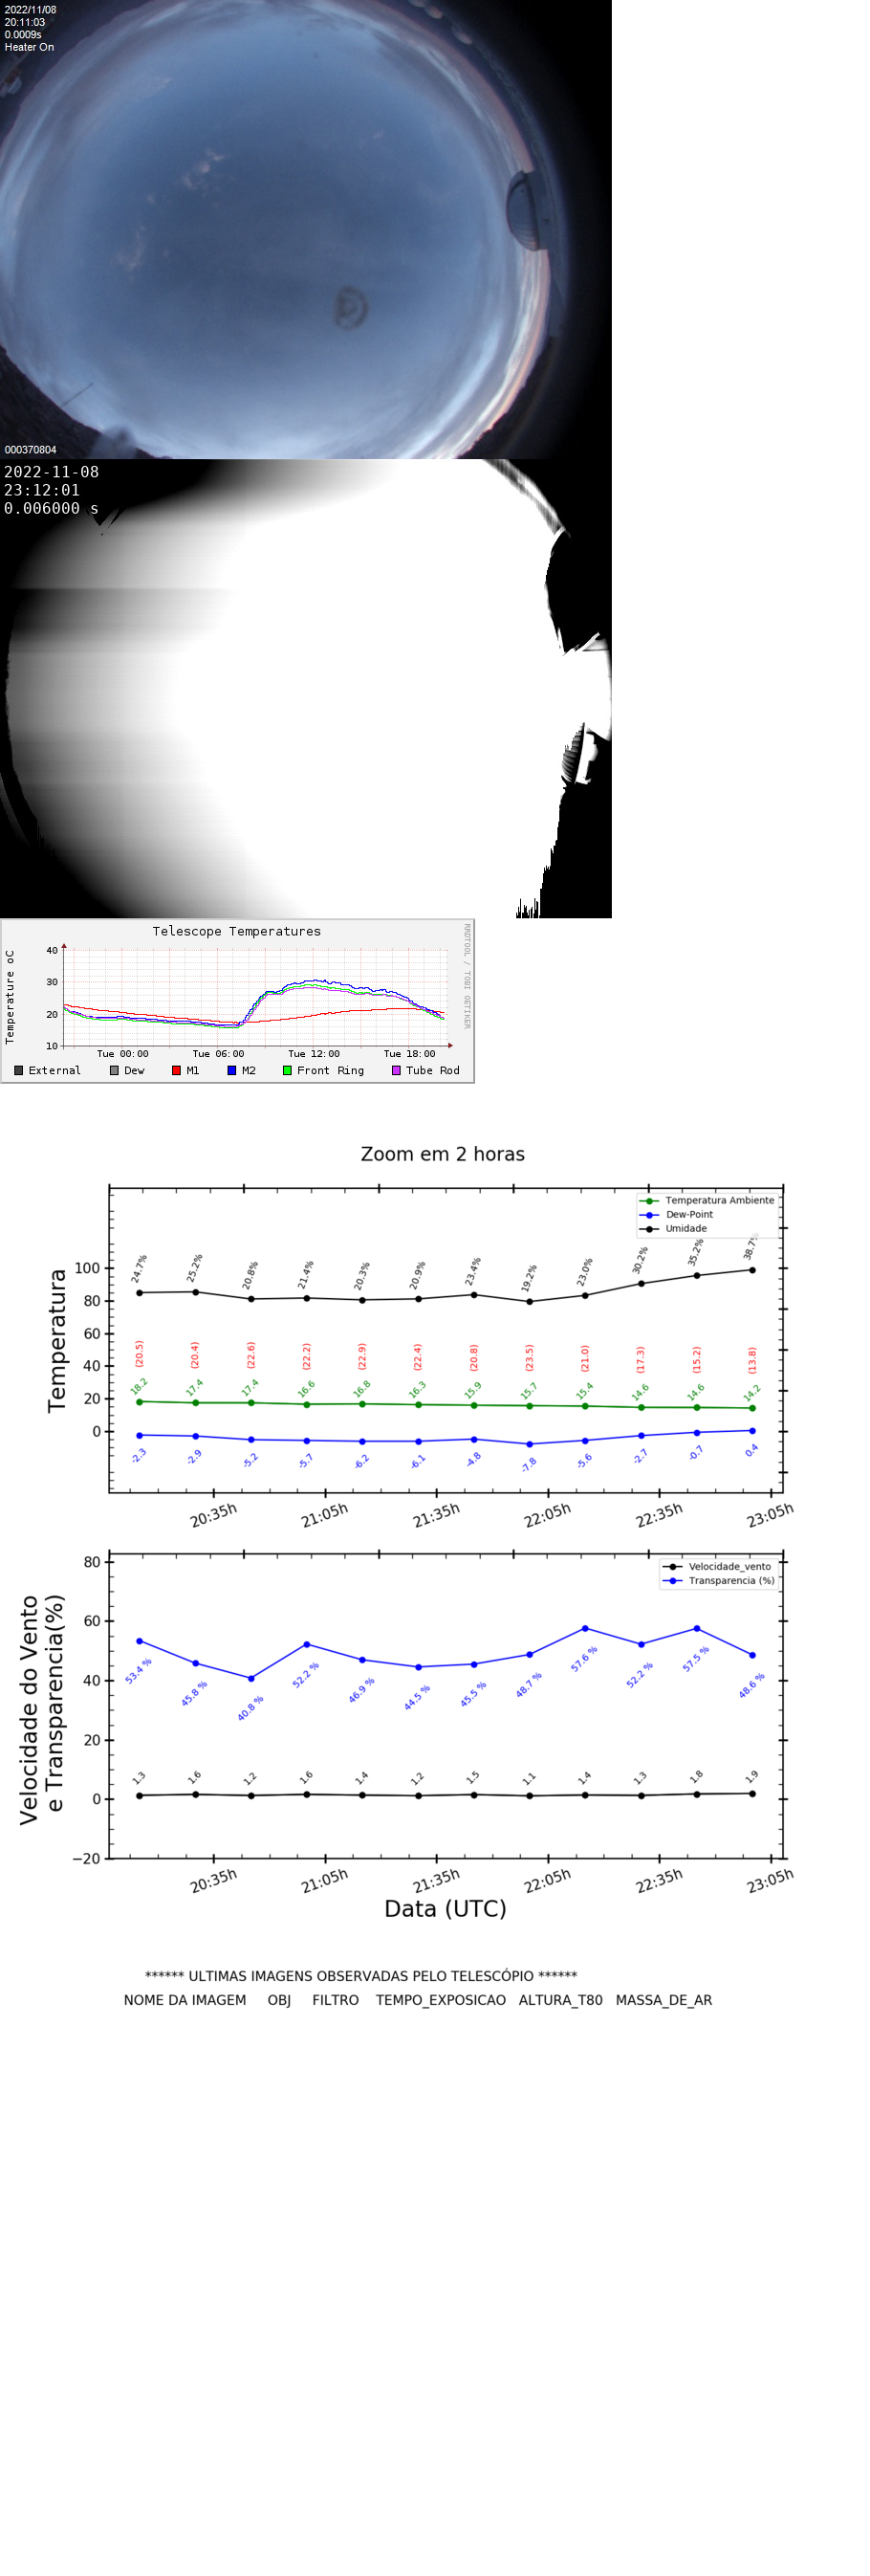 2022/11/08
20:11:03
0.0009s
Heater On
000370804
2022-11-08
23:12:01
0.006000 s
Telescope Temperatures
RRDTOOL / TOBI OETIKER
Temperature oC
40
30
20
10
Tue 00:00 Tue 06:00 Tue 12:00 Tue 18:00
External Dew M1 M2 Front Ring Tube Rod
Zoom em 2 horas
Temperatura Ambiente
Dew-Point
Umidade
Temperatura
100
80
60
40
20
0
24.7% 25.2% 20.8% 21.4% 20.3% 20.9% 23.4% 19.2% 23.0% 30.2% 35.2% 38.7%
(20.5) (20.4) (22.6) (22.2) (22.9) (22.4) (20.8) (23.5) (21.0) (17.3) (15.2) (13.8)
18.2 17.4 17.4 16.6 16.8 16.3 15.9 15.7 15.4 14.6 14.6 14.2
-2.3 -2.9 -5.2 -5.7 -6.2 -6.1 -4.8 -7.8 -5.6 -2.7 -0.7 0.4
20:35h 21:05h 21:35h 22:05h 22:35h 23:05h
Velocidade_vento
Transparencia (%)
Velocidade do Vento
e Transparencia(%)
80
60
40
20
0
−20
53.4 % 45.8 % 40.8 % 52.2 % 46.9 % 44.5 % 45.5 % 48.7 % 57.6 % 52.2 % 57.5 % 48.6 %
1.3 1.6 1.2 1.6 1.4 1.2 1.5 1.1 1.4 1.3 1.8 1.9
20:35h 21:05h 21:35h 22:05h 22:35h 23:05h
Data (UTC)
****** ULTIMAS IMAGENS OBSERVADAS PELO TELESCÓPIO ******
NOME DA IMAGEM OBJ FILTRO TEMPO_EXPOSICAO ALTURA_T80 MASSA_DE_AR